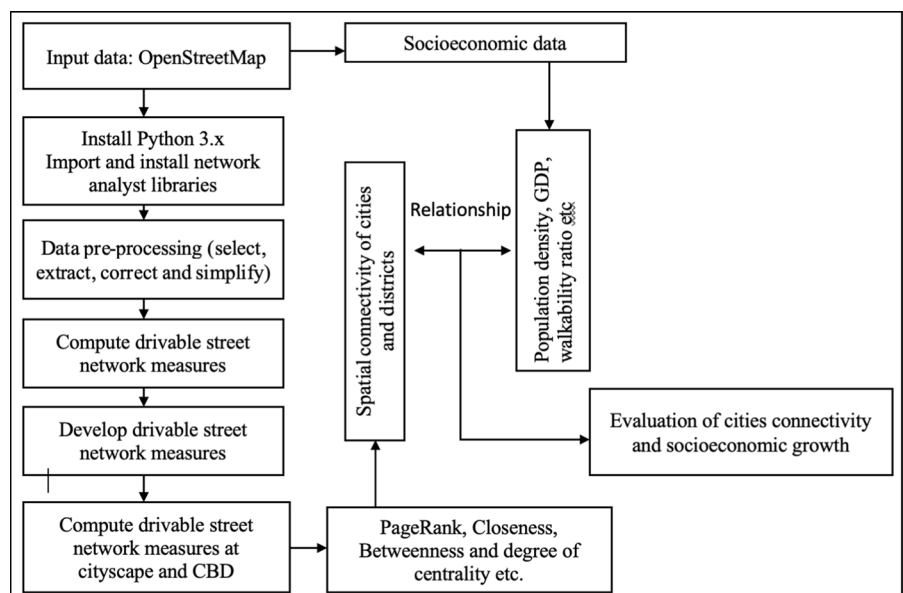 Input data: OpenStreetMap
Socioeconomic data
Install Python 3.x
Import and install network
analyst libraries
Data pre-processing (select,
extract, correct and simplify)
Compute drivable street
network measures
Develop drivable street
network measures
Compute drivable street
network measures at
cityscape and CBD
PageRank, Closeness,
Betweenness and degree of
centrality etc.
Spatial connectivity of cities
and districts
Relationship
Population density, GDP,
walkability ratio etc
Evaluation of cities connectivity
and socioeconomic growth